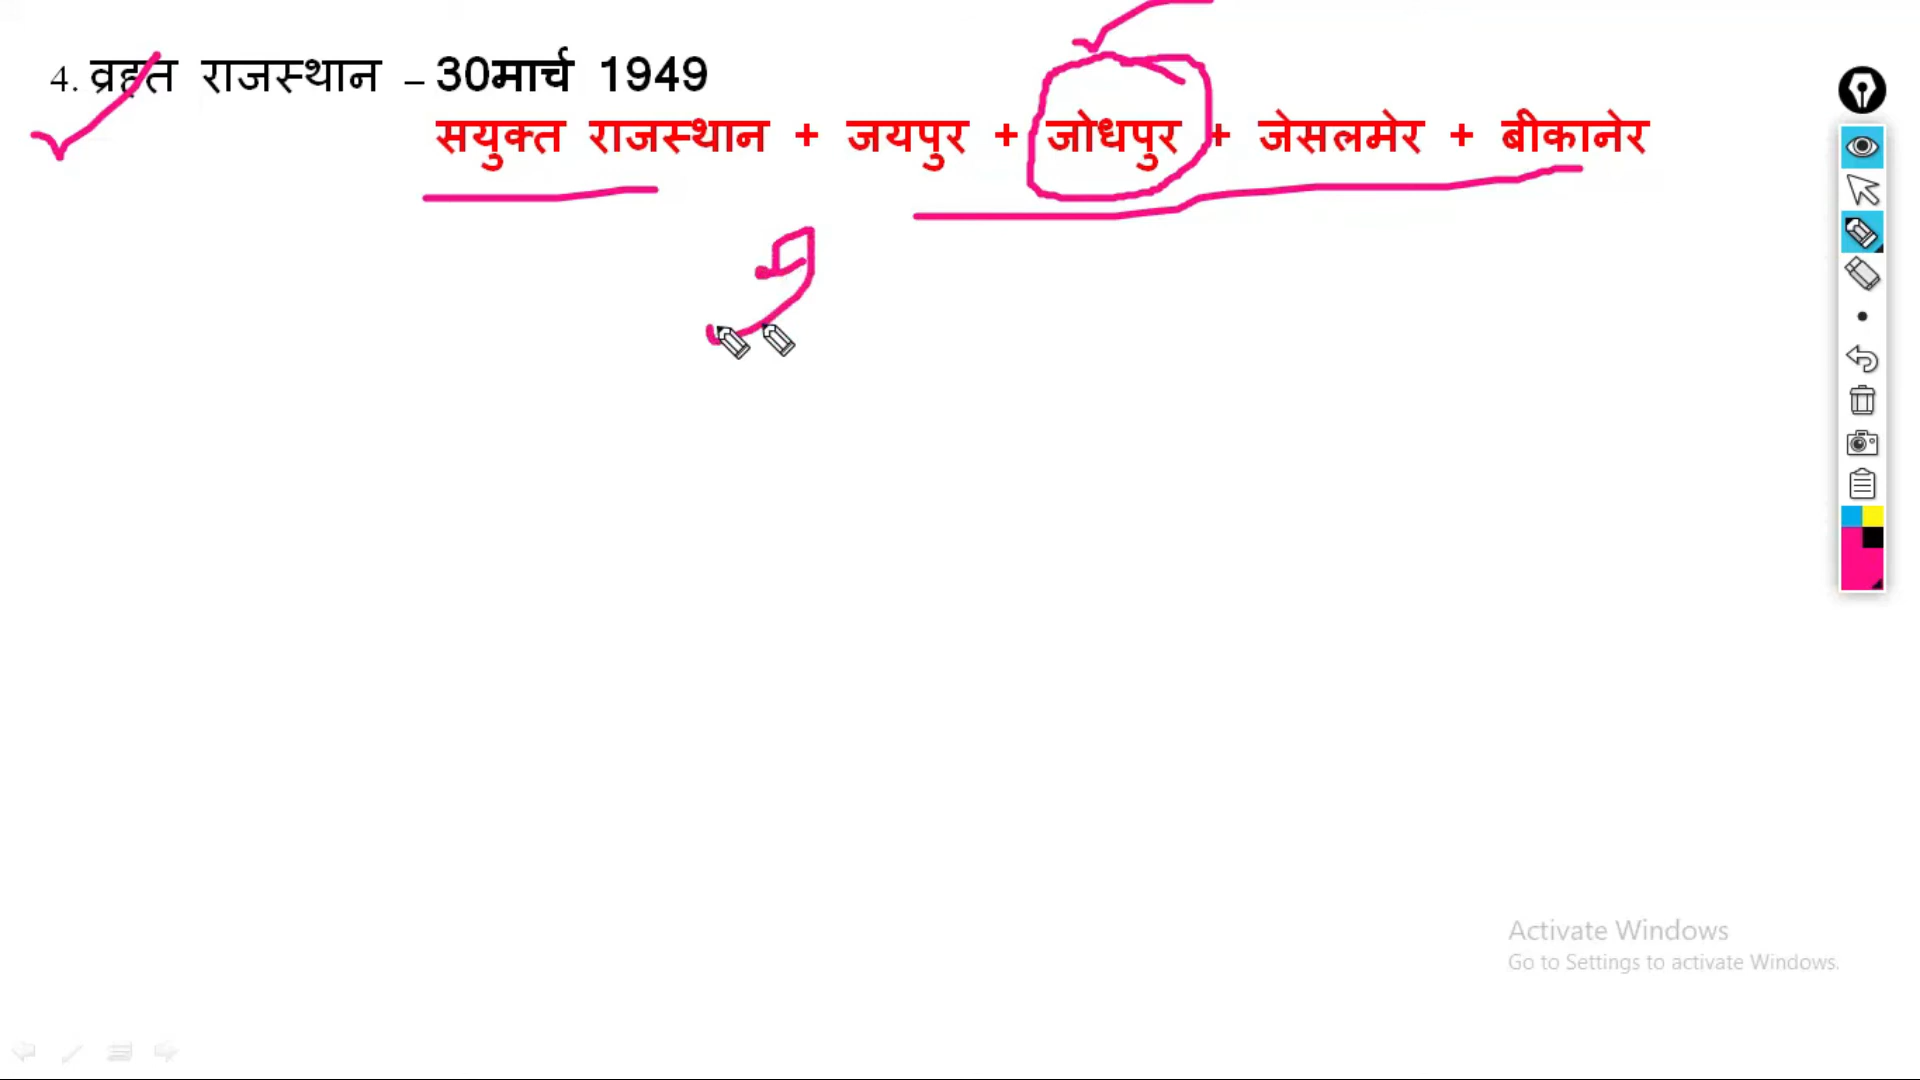 4. व्रहत राजस्थान – 30मार्च 1949
सयुक्त राजस्थान + जयपुर + जोधपुर + जेसलमेर + बीकानेर
Activate Windows
Go to Settings to activate Windows.